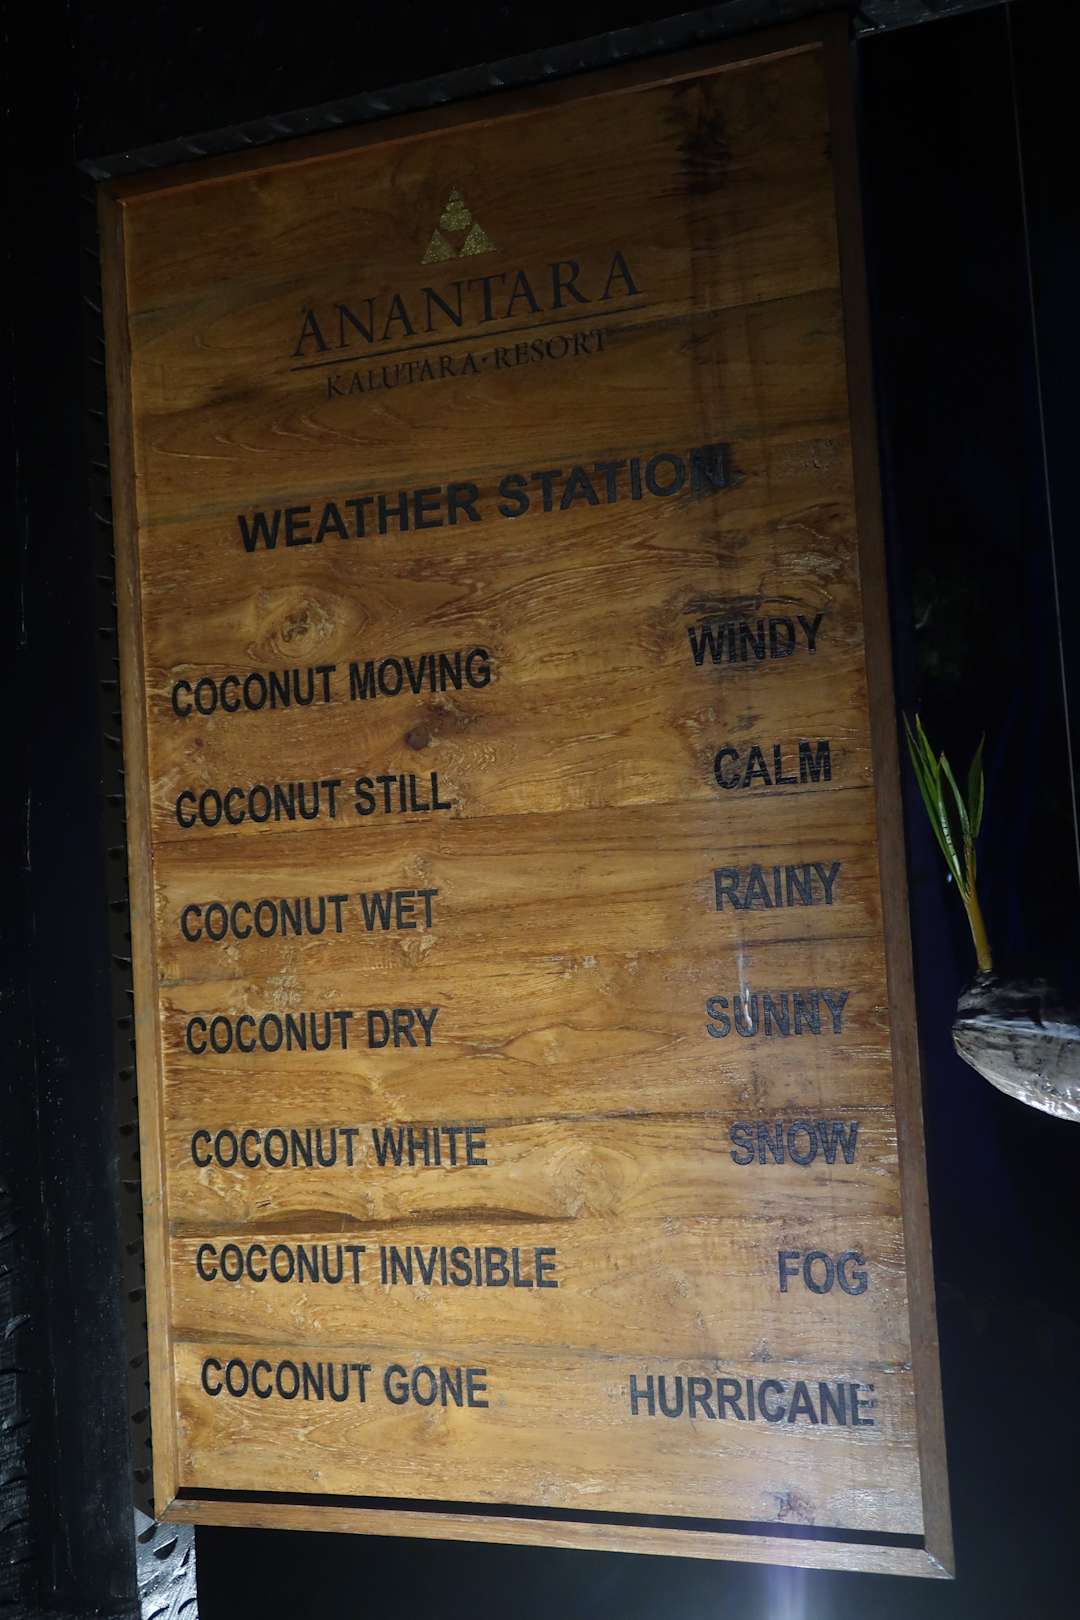 ANANTARA
KALUTARA·RESORT
WEATHER STATION
COCONUT MOVING WINDY
COCONUT STILL CALM
COCONUT WET RAINY
COCONUT DRY SUNNY
COCONUT WHITE SNOW
COCONUT INVISIBLE FOG
COCONUT GONE HURRICANE